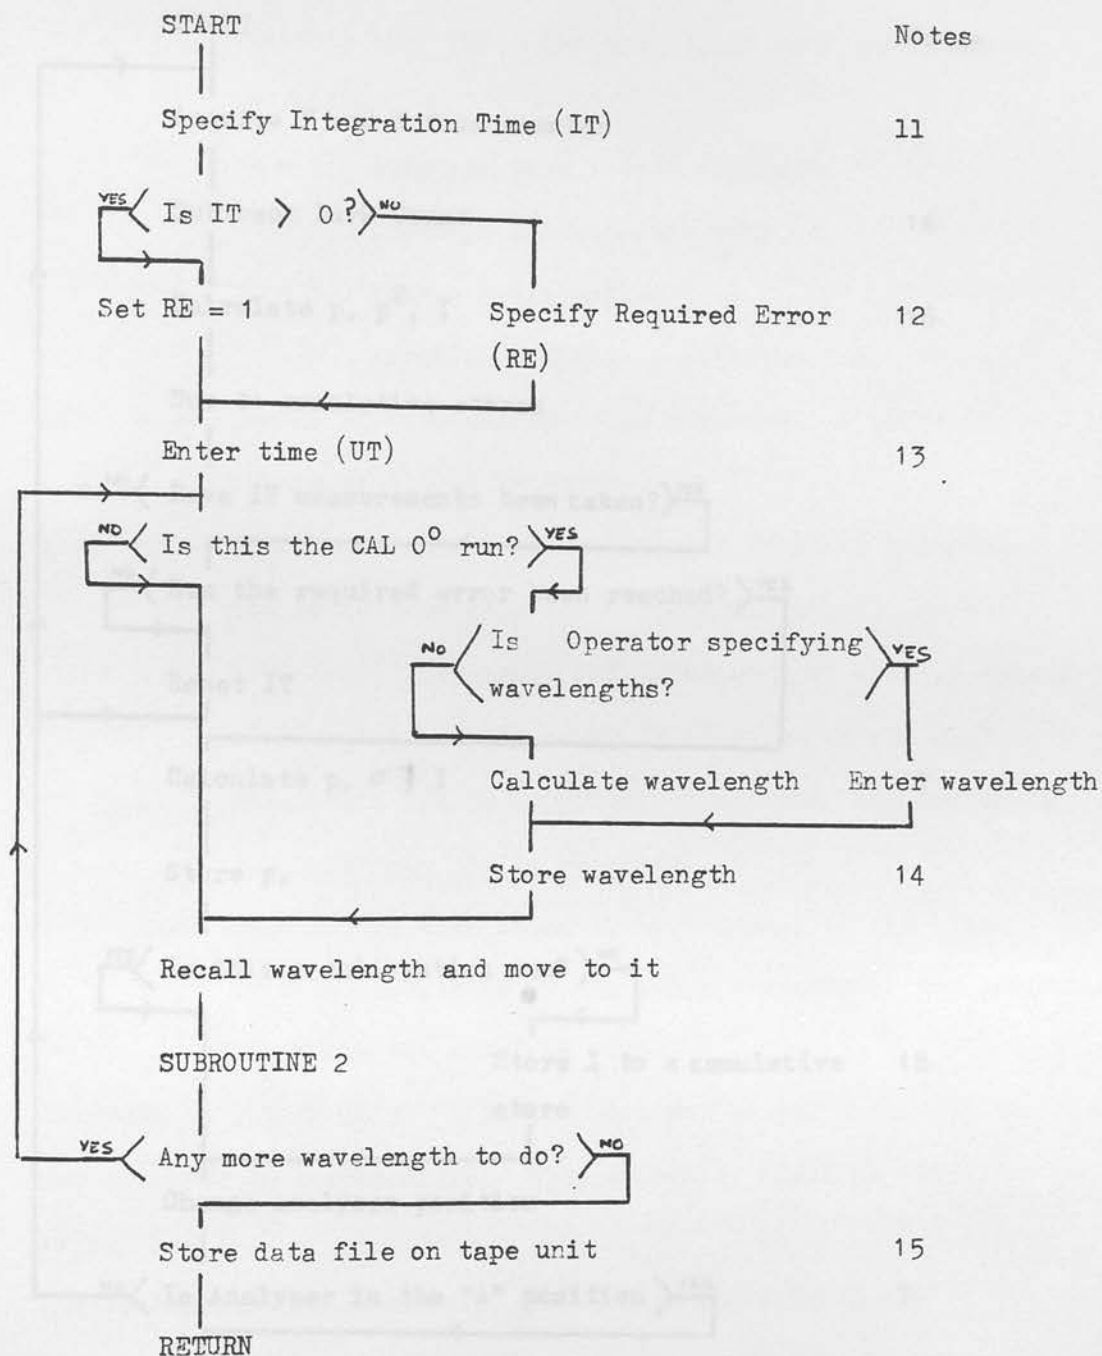 START
Notes
Specify Integration Time (IT)
11
YES
Is IT > 0?
NO
Set RE = 1
Specify Required Error
12
(RE)
Enter time (UT)
13
NO
Is this the CAL 0° run?
YES
NO
Is Operator specifying
YES
wavelengths?
Calculate wavelength
Enter wavelength
Store wavelength
14
Recall wavelength and move to it
SUBROUTINE 2
YES
Any more wavelength to do?
NO
Store data file on tape unit
15
RETURN